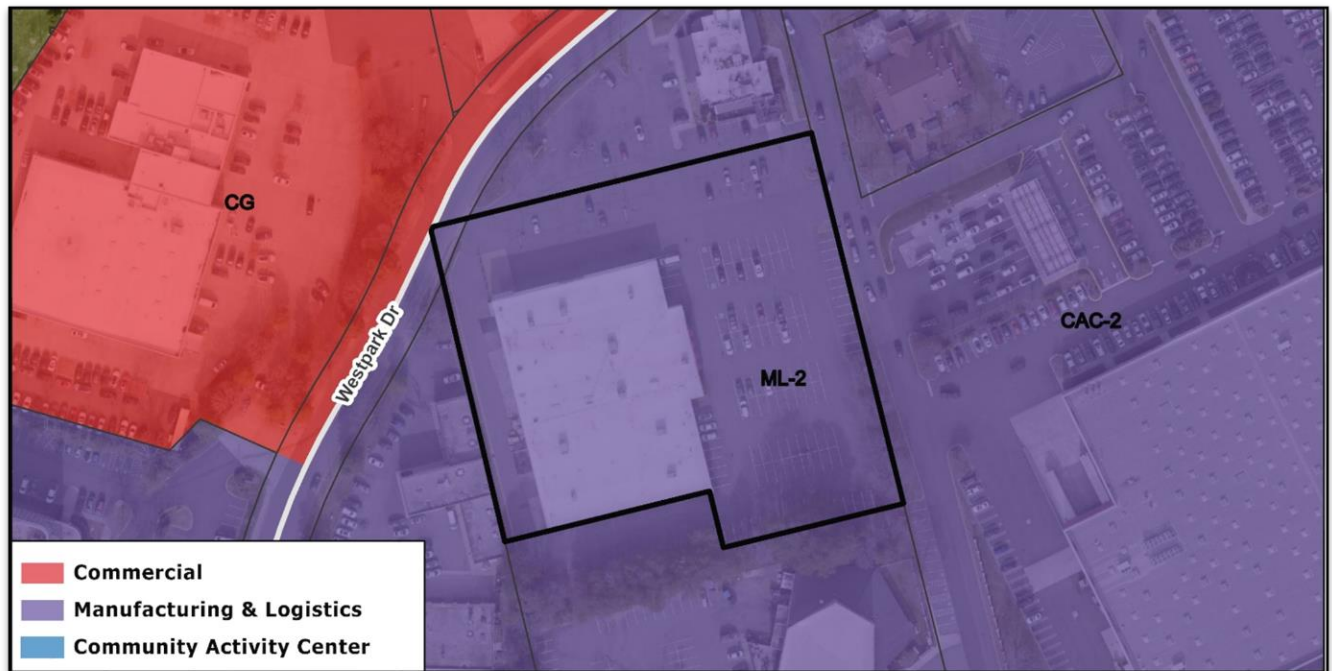 CG
Westpark Dr
ML-2
CAC-2
Commercial
Manufacturing & Logistics
Community Activity Center